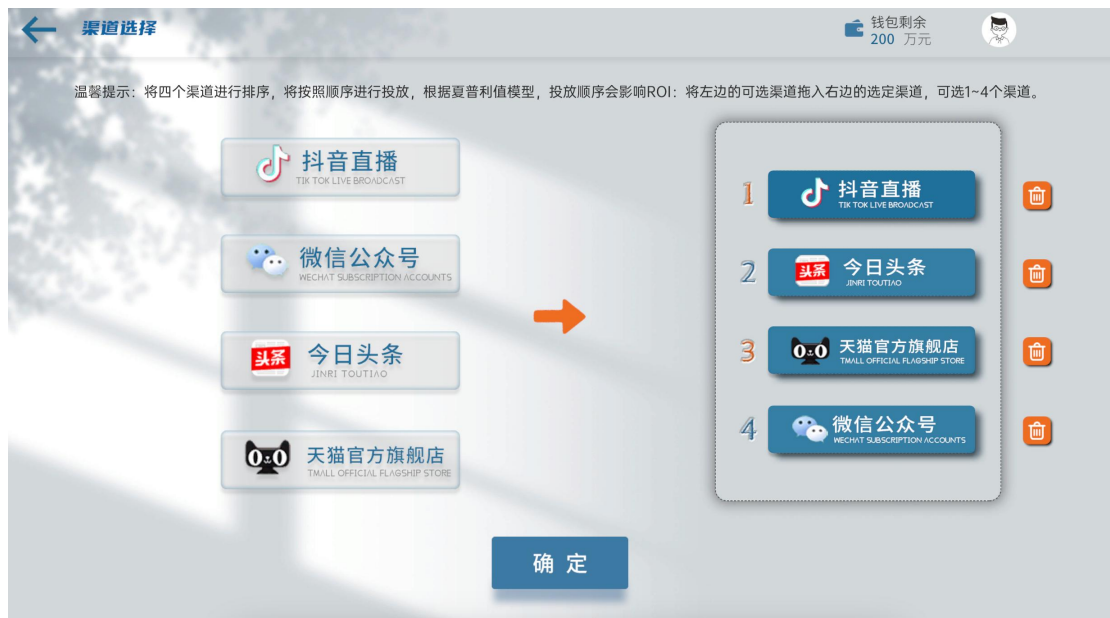 渠道选择
钱包剩余
200 万元
温馨提示：将四个渠道进行排序，将按照顺序进行投放，根据夏普利值模型，投放顺序会影响ROI：将左边的可选渠道拖入右边的选定渠道，可选1~4个渠道。
抖音直播
TIK TOK LIVE BROADCAST
微信公众号
WECHAT SUBSCRIPTION ACCOUNTS
头条
今日头条
JINRI TOUTIAO
天猫官方旗舰店
TMALL OFFICIAL FLAGSHIP STORE
1
抖音直播
TIK TOK LIVE BROADCAST
2
头条
今日头条
JINRI TOUTIAO
3
天猫官方旗舰店
TMALL OFFICIAL FLAGSHIP STORE
4
微信公众号
WECHAT SUBSCRIPTION ACCOUNTS
确定